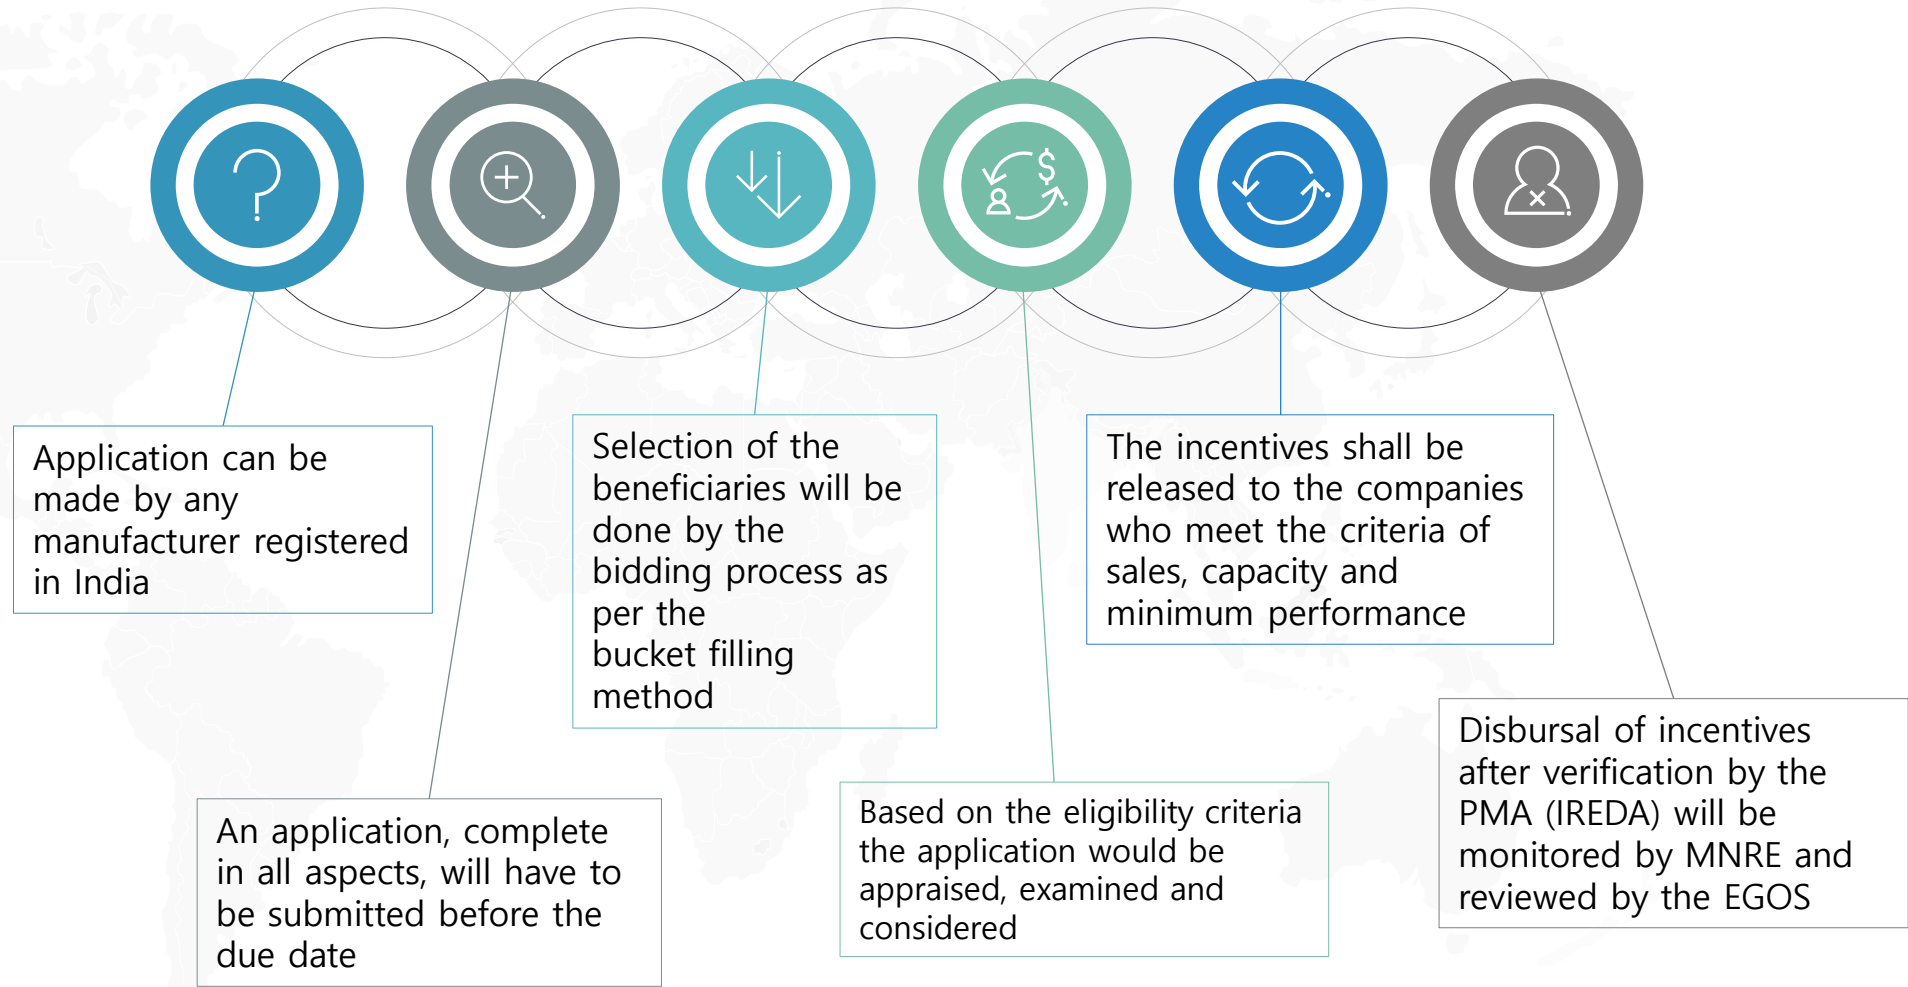 Application can be
made by any
manufacturer registered
in India
An application, complete
in all aspects, will have to
be submitted before the
due date
Selection of the
beneficiaries will be
done by the
bidding process as
per the
bucket filling
method
Based on the eligibility criteria
the application would be
appraised, examined and
considered
The incentives shall be
released to the companies
who meet the criteria of
sales, capacity and
minimum performance
Disbursal of incentives
after verification by the
PMA (IREDA) will be
monitored by MNRE and
reviewed by the EGOS